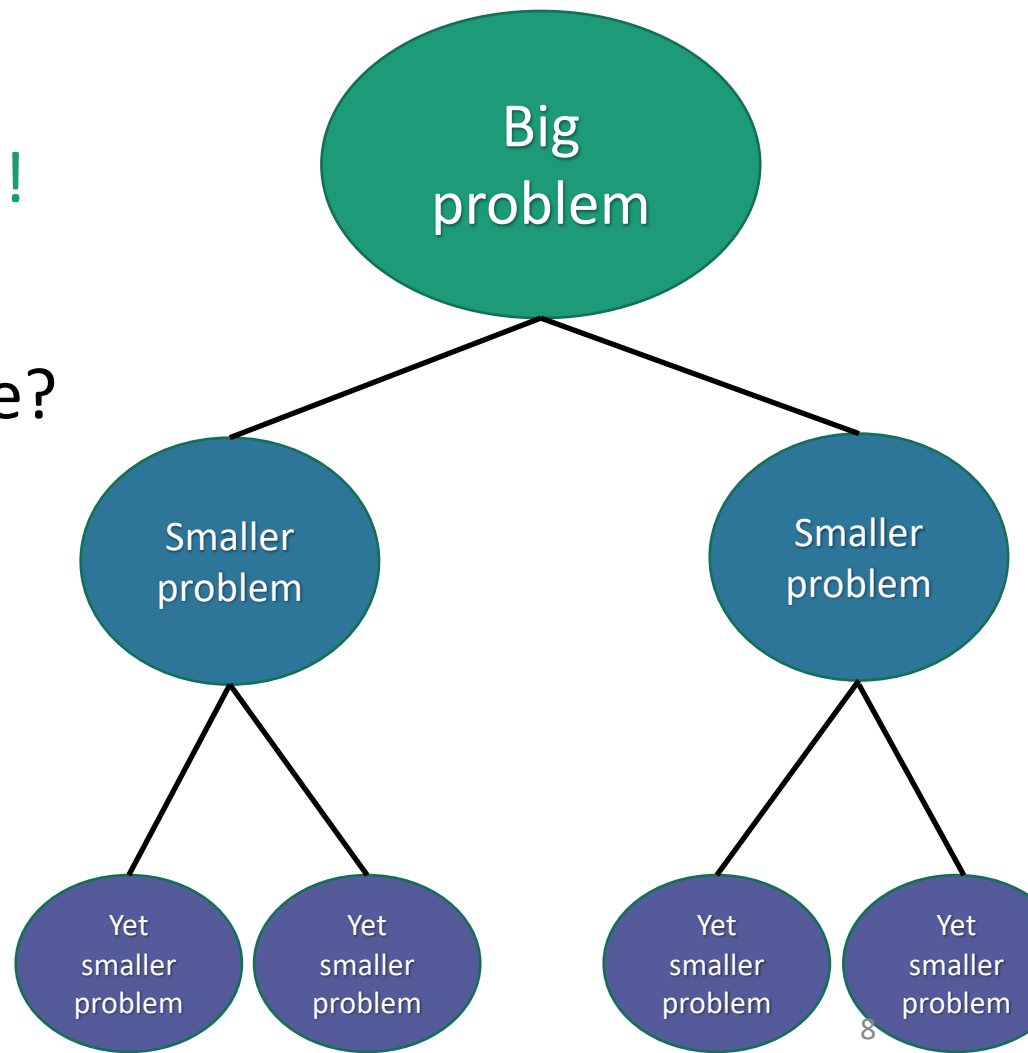 !
e?
Big
problem
Smaller
problem
Smaller
problem
Yet
smaller
problem
Yet
smaller
problem
Yet
smaller
problem
Yet
smaller
problem
8